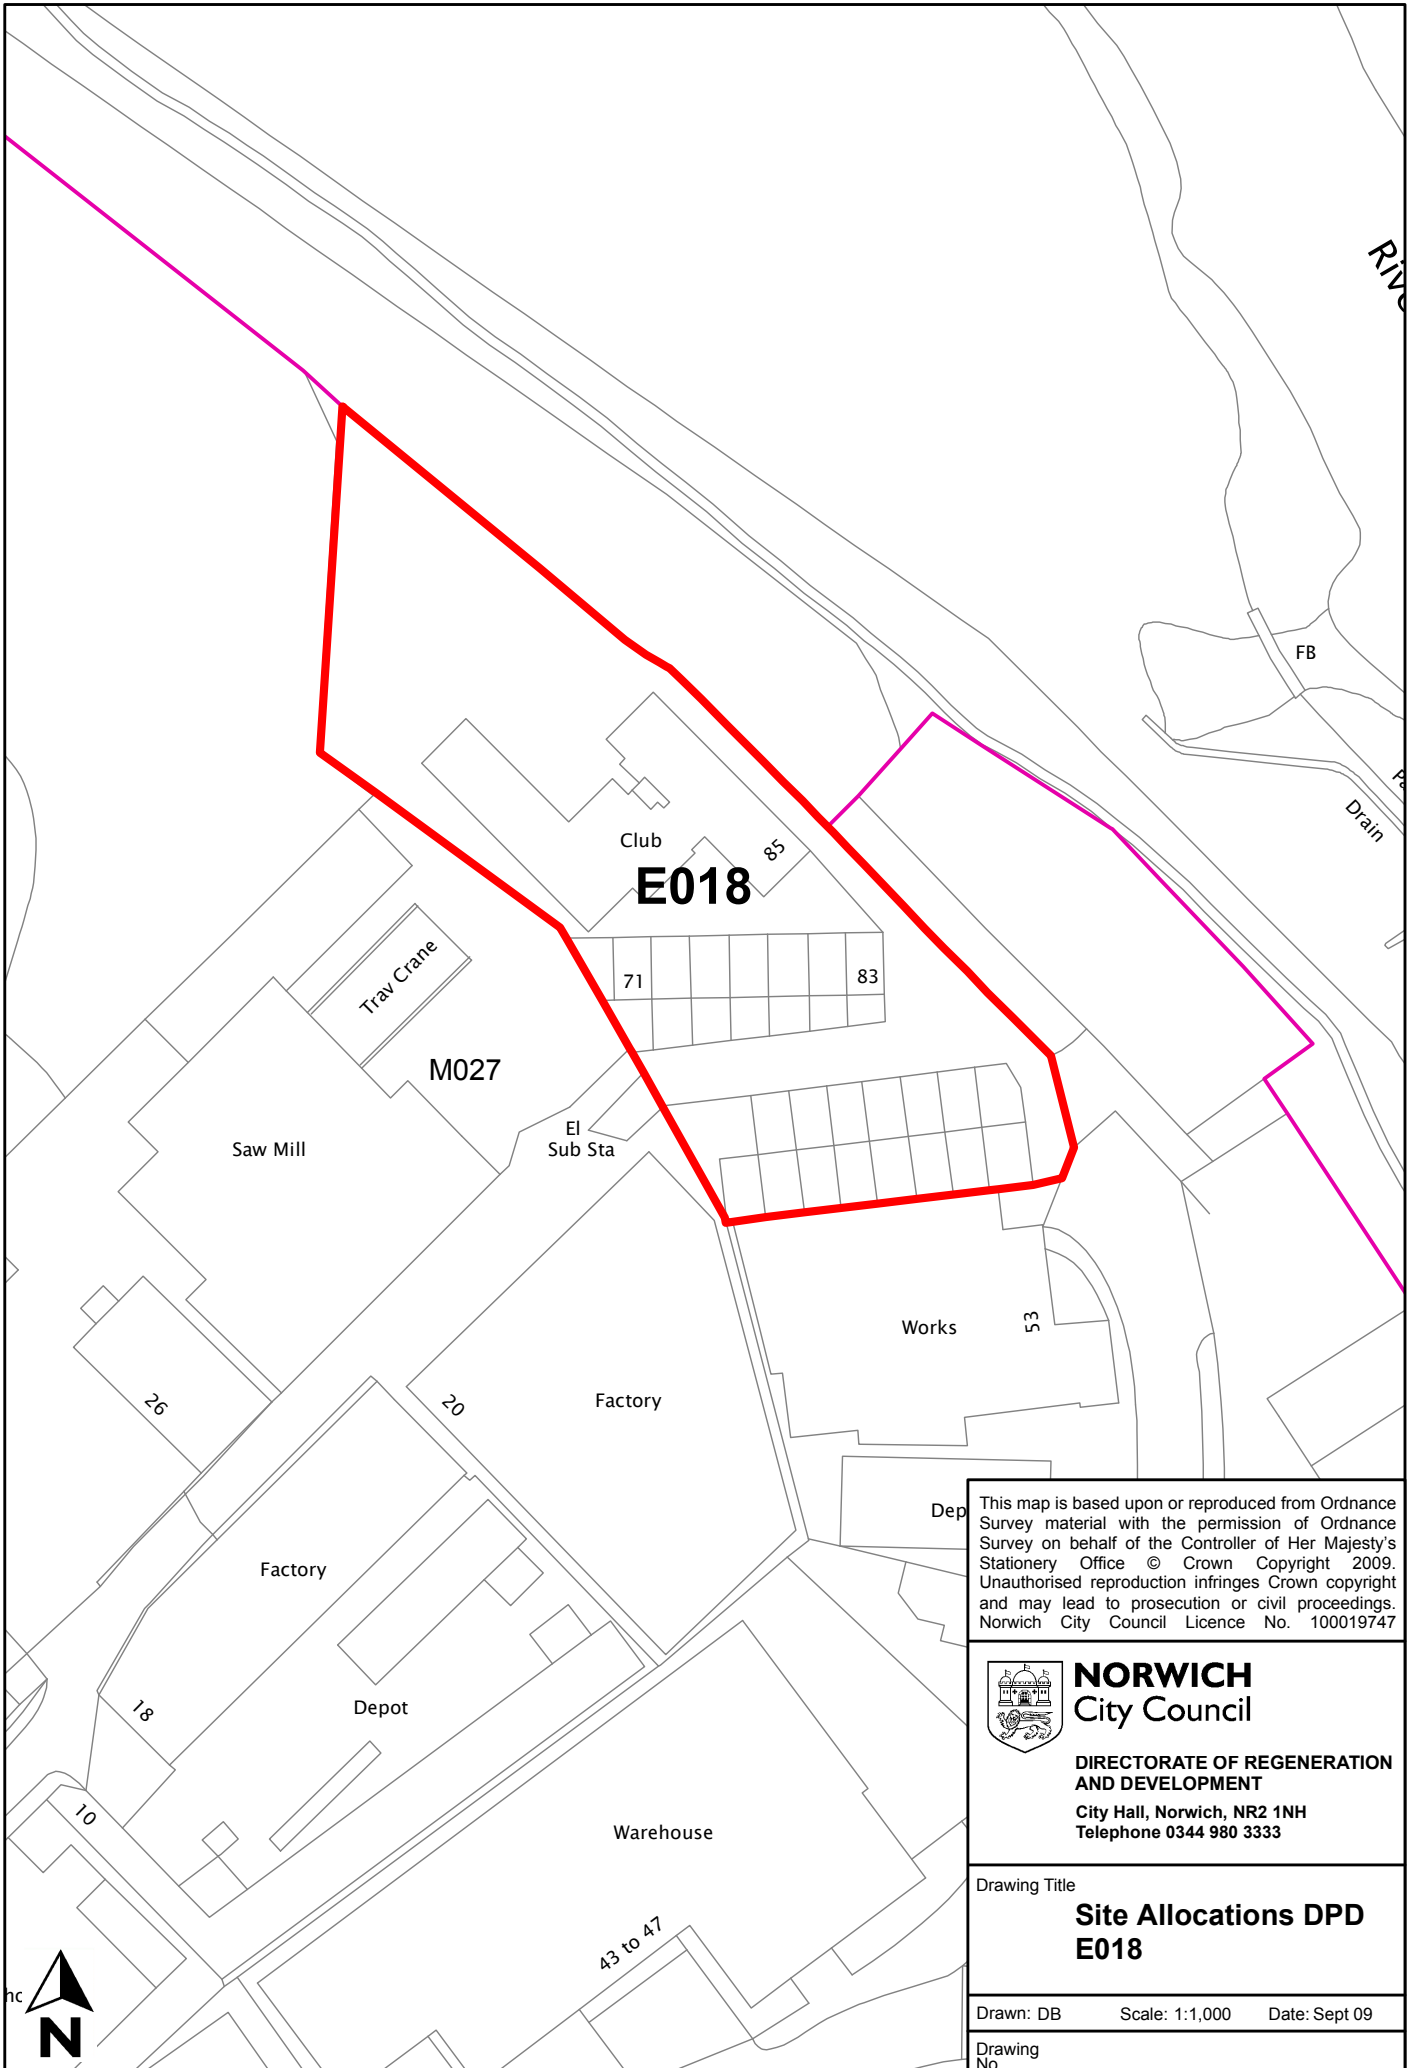 FB
Drain
Club
85
E018
71
83
Trav Crane
M027
El
Sub Sta
Saw Mill
Works
53
26
20
Factory
Factory
18
Depot
10
Warehouse
43 to 47
N
This map is based upon or reproduced from Ordnance
Survey material with the permission of Ordnance
Survey on behalf of the Controller of Her Majesty's
Stationery Office © Crown Copyright 2009.
Unauthorised reproduction infringes Crown copyright
and may lead to prosecution or civil proceedings.
Norwich City Council Licence No. 100019747
NORWICH
City Council
DIRECTORATE OF REGENERATION
AND DEVELOPMENT
City Hall, Norwich, NR2 1NH
Telephone 0344 980 3333
Drawing Title
Site Allocations DPD
E018
Drawn: DB Scale: 1:1,000 Date: Sept 09
Drawing
No